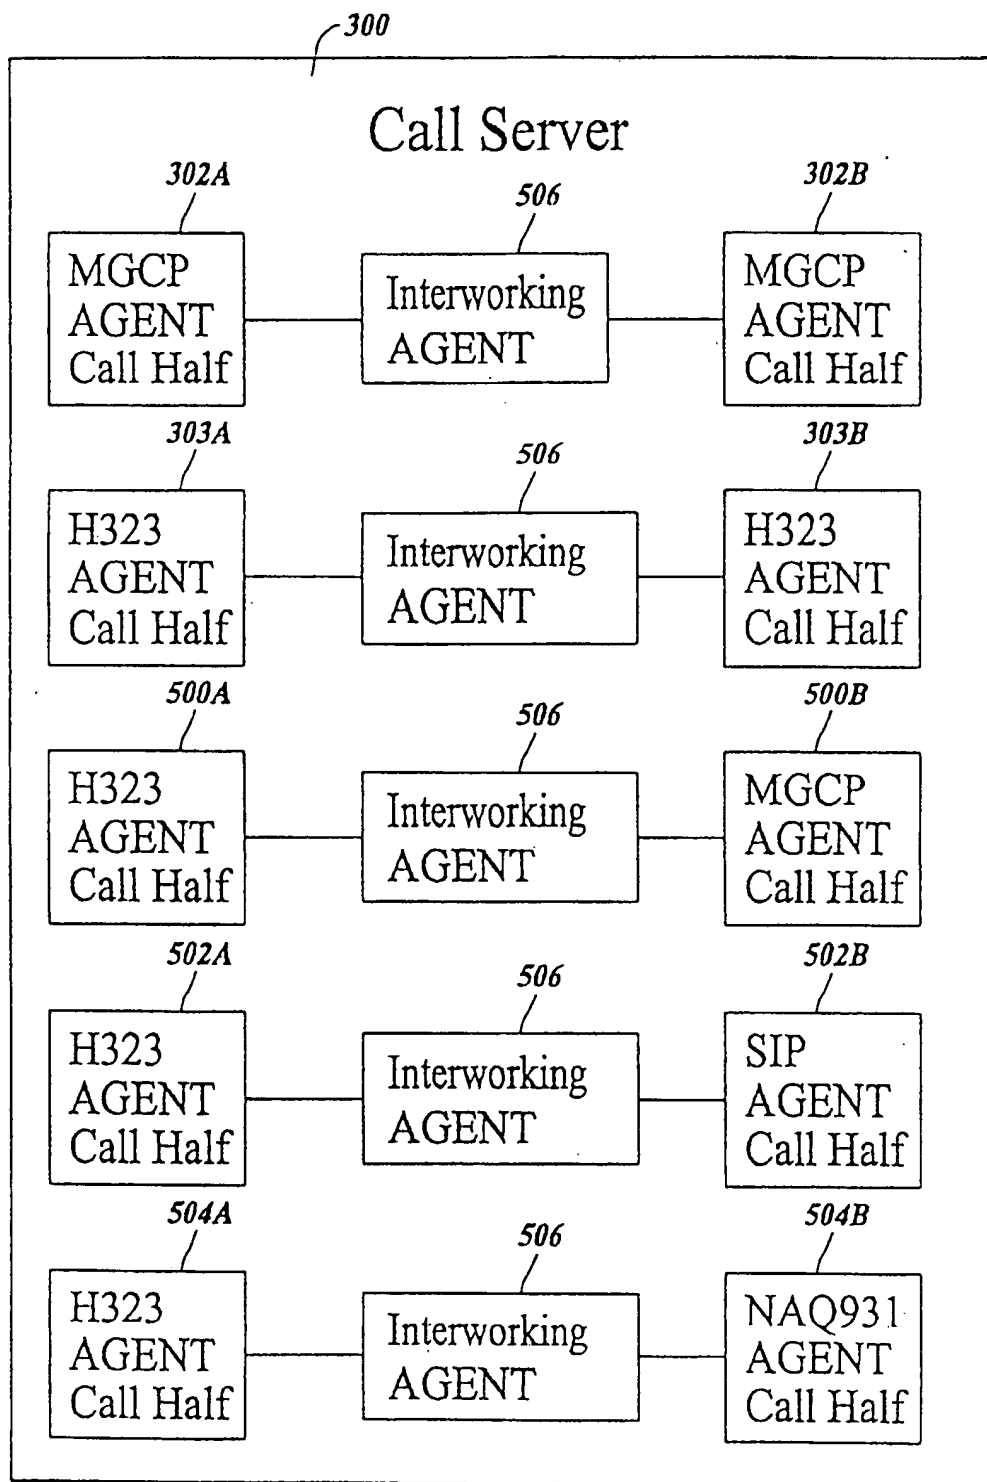 300
Call Server
302A
506
302B
MGCP
AGENT
Call Half
Interworking
AGENT
MGCP
AGENT
Call Half
303A
506
303B
H323
AGENT
Call Half
Interworking
AGENT
H323
AGENT
Call Half
500A
506
500B
H323
AGENT
Call Half
Interworking
AGENT
MGCP
AGENT
Call Half
502A
506
502B
H323
AGENT
Call Half
Interworking
AGENT
SIP
AGENT
Call Half
504A
506
504B
H323
AGENT
Call Half
Interworking
AGENT
NAQ931
AGENT
Call Half